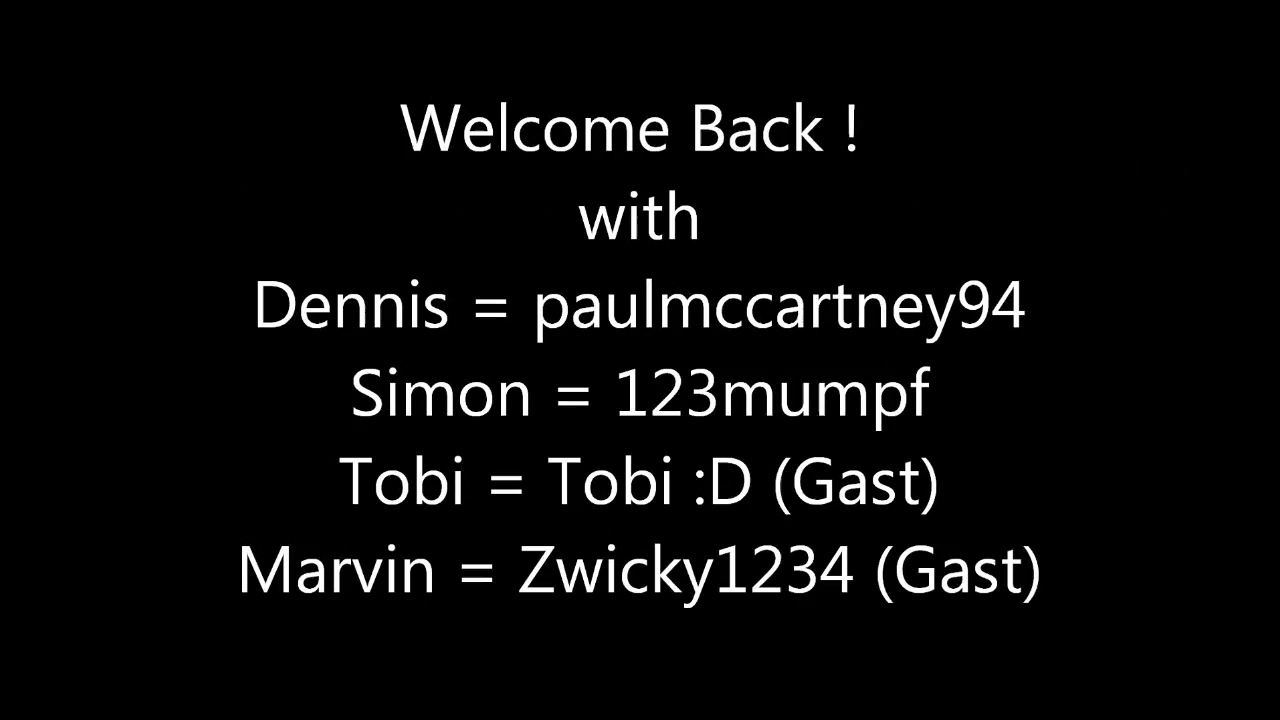 Welcome Back !
with
Dennis = paulmccartney94
Simon = 123mumpf
Tobi = Tobi :D (Gast)
Marvin = Zwicky1234 (Gast)